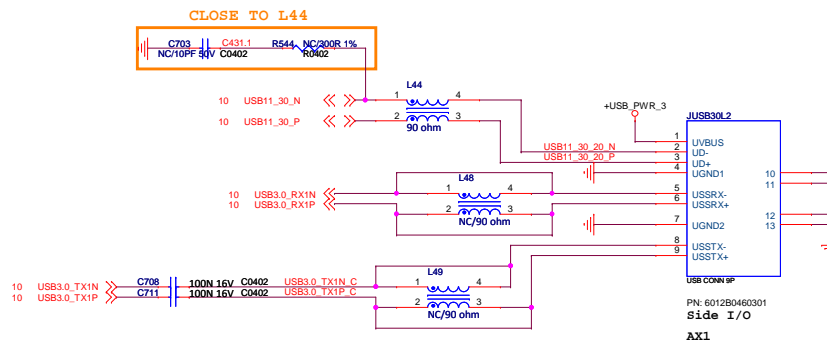 CLOSE TO L44
C703 C431.1 R544 NC/300R 1%
NC/10PF 50V C0402 R0402
L44
10 USB11_30_N 1 4
10 USB11_30_P 2 3
90 ohm
+USB_PWR_3
JUSB30L2
1 UVBUS
USB11_30_20_N 2 UD-
USB11_30_20_P 3 UD+
4 UGND1
10
11
L48
10 USB3.0_RX1N 1 4 5 USSRX-
10 USB3.0_RX1P 2 3 6 USSRX+
NC/90 ohm
7 UGND2
12
13
8 USSTX-
9 USSTX+
L49
10 USB3.0_TX1N C708 100N 16V C0402 USB3.0_TX1N_C 1 4
10 USB3.0_TX1P C711 100N 16V C0402 USB3.0_TX1P_C 2 3
NC/90 ohm
USB CONN 9P
PN: 6012B0460301
Side I/O
AX1